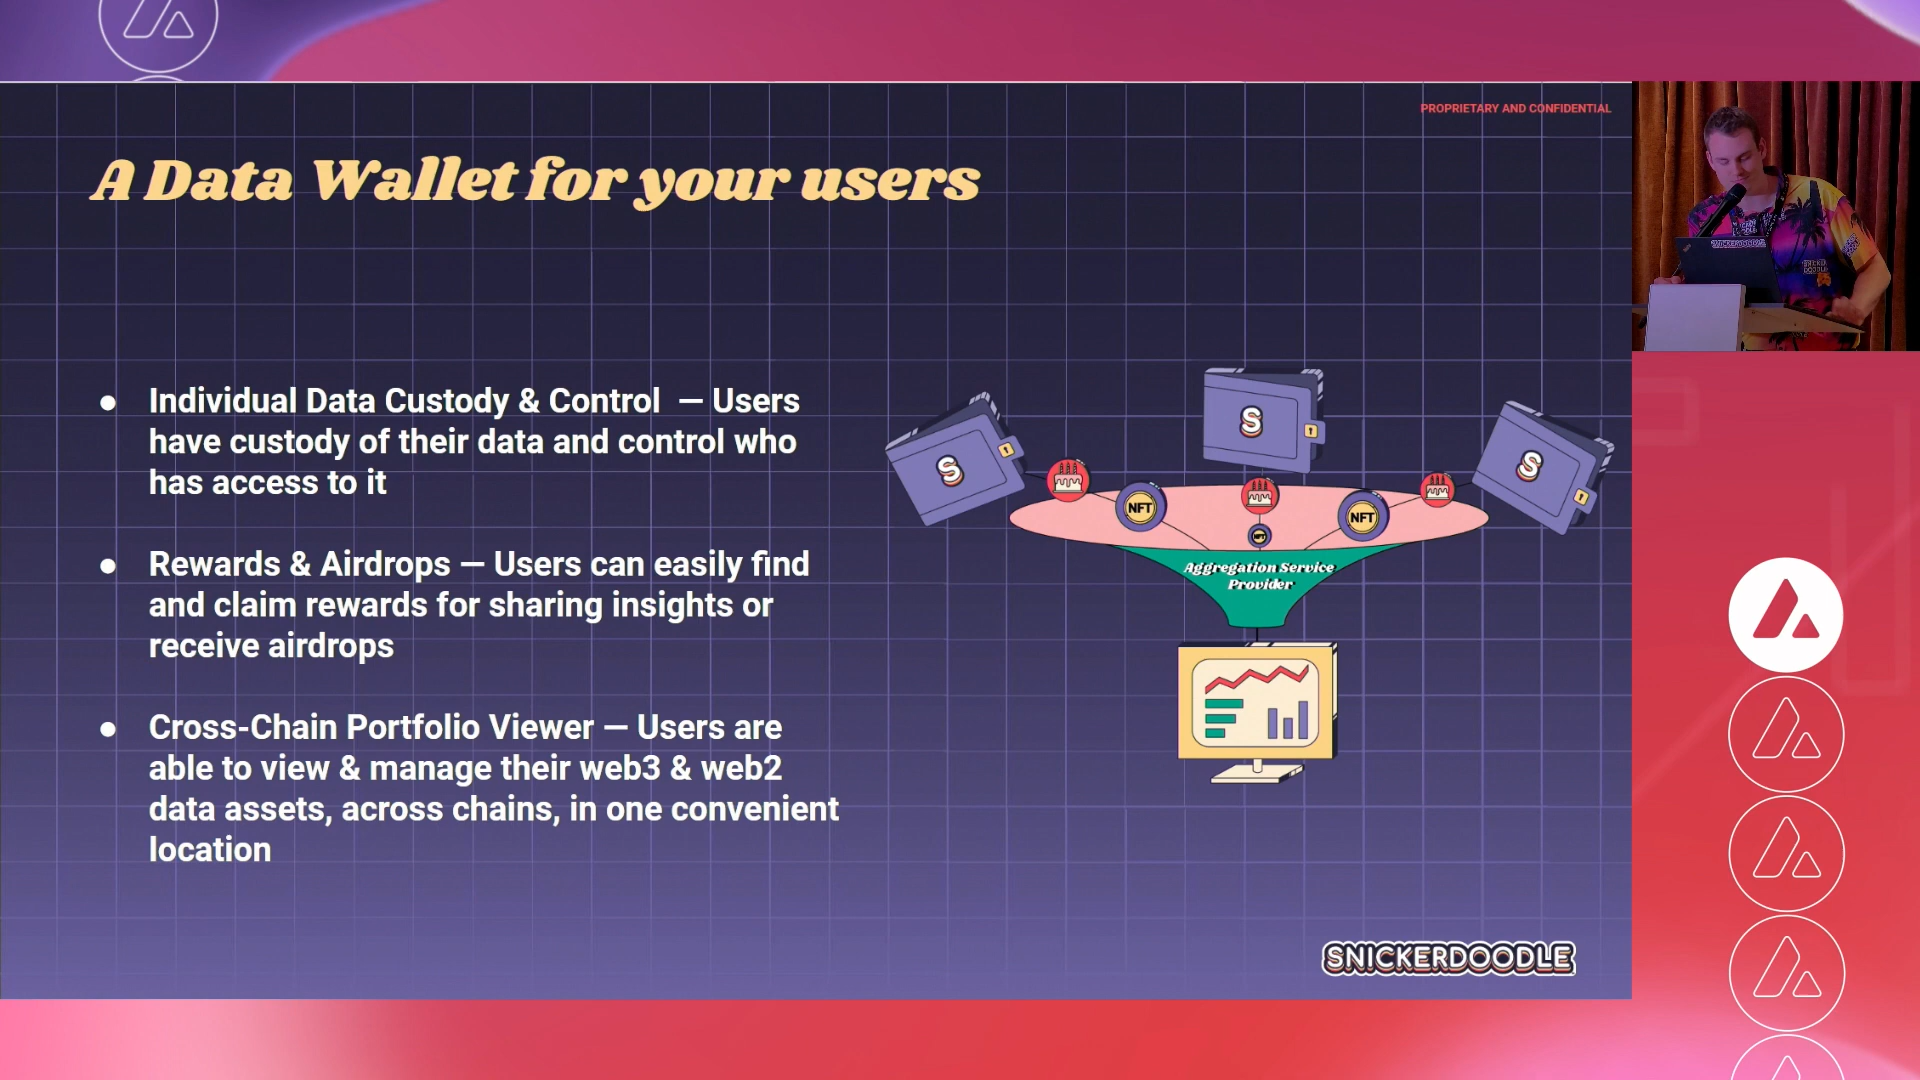 PROPRIETARY AND CONFIDENTIAL
A Data Wallet for your users
● Individual Data Custody & Control — Users
have custody of their data and control who
has access to it
● Rewards & Airdrops — Users can easily find
and claim rewards for sharing insights or
receive airdrops
● Cross-Chain Portfolio Viewer — Users are
able to view & manage their web3 & web2
data assets, across chains, in one convenient
location
S
S
S
NFT
NFT
NFT
Aggregation Service
Provider
SNICKERDOODLE
SNICKERDOODLE